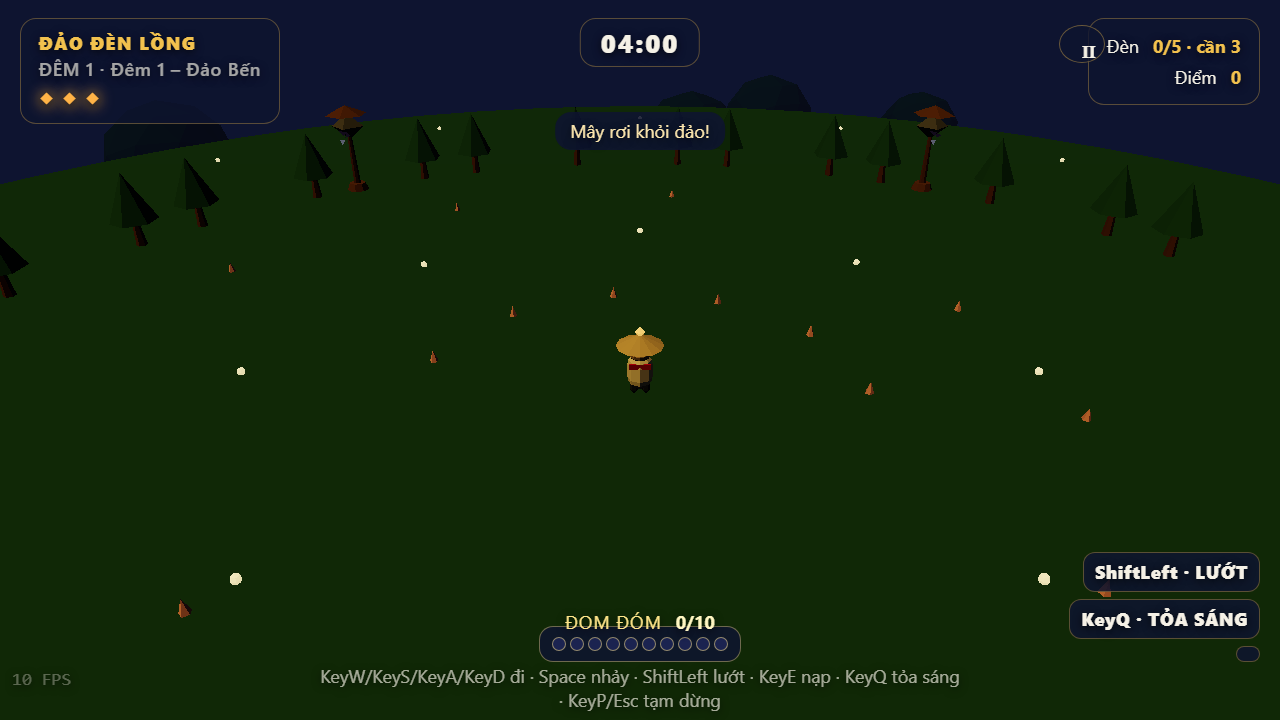 ĐẢO ĐÈN LỒNG
ĐÊM 1 · Đêm 1 – Đảo Bến
04:00
II
Đèn 0/5 · cần 3
Điểm 0
Mây rơi khỏi đảo!
ShiftLeft · LƯỚT
KeyQ · TỎA SÁNG
ĐOM ĐÓM 0/10
10 FPS
KeyW/KeyS/KeyA/KeyD đi · Space nhảy · ShiftLeft lướt · KeyE nạp · KeyQ tỏa sáng
· KeyP/Esc tạm dừng